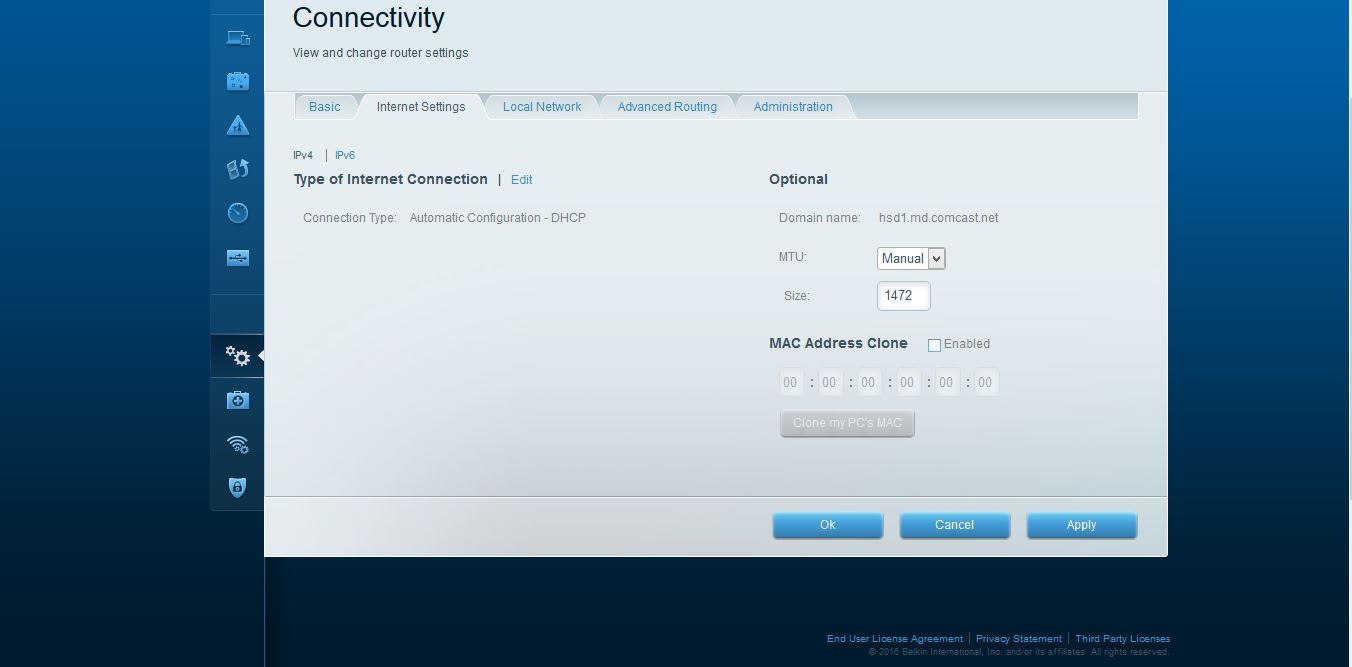 Connectivity
View and change router settings
Basic Internet Settings Local Network Advanced Routing Administration
IPv4 | IPv6
Type of Internet Connection | Edit
Connection Type: Automatic Configuration - DHCP
Optional
Domain name: hsd1.md.comcast.net
MTU: Manual
Size: 1472
MAC Address Clone Enabled
00 : 00 : 00 : 00 : 00 : 00
Clone my PC's MAC
Ok Cancel Apply
End User License Agreement | Privacy Statement | Third Party Licenses
© 2016 Belkin International, Inc. and/or its affiliates. All rights reserved.